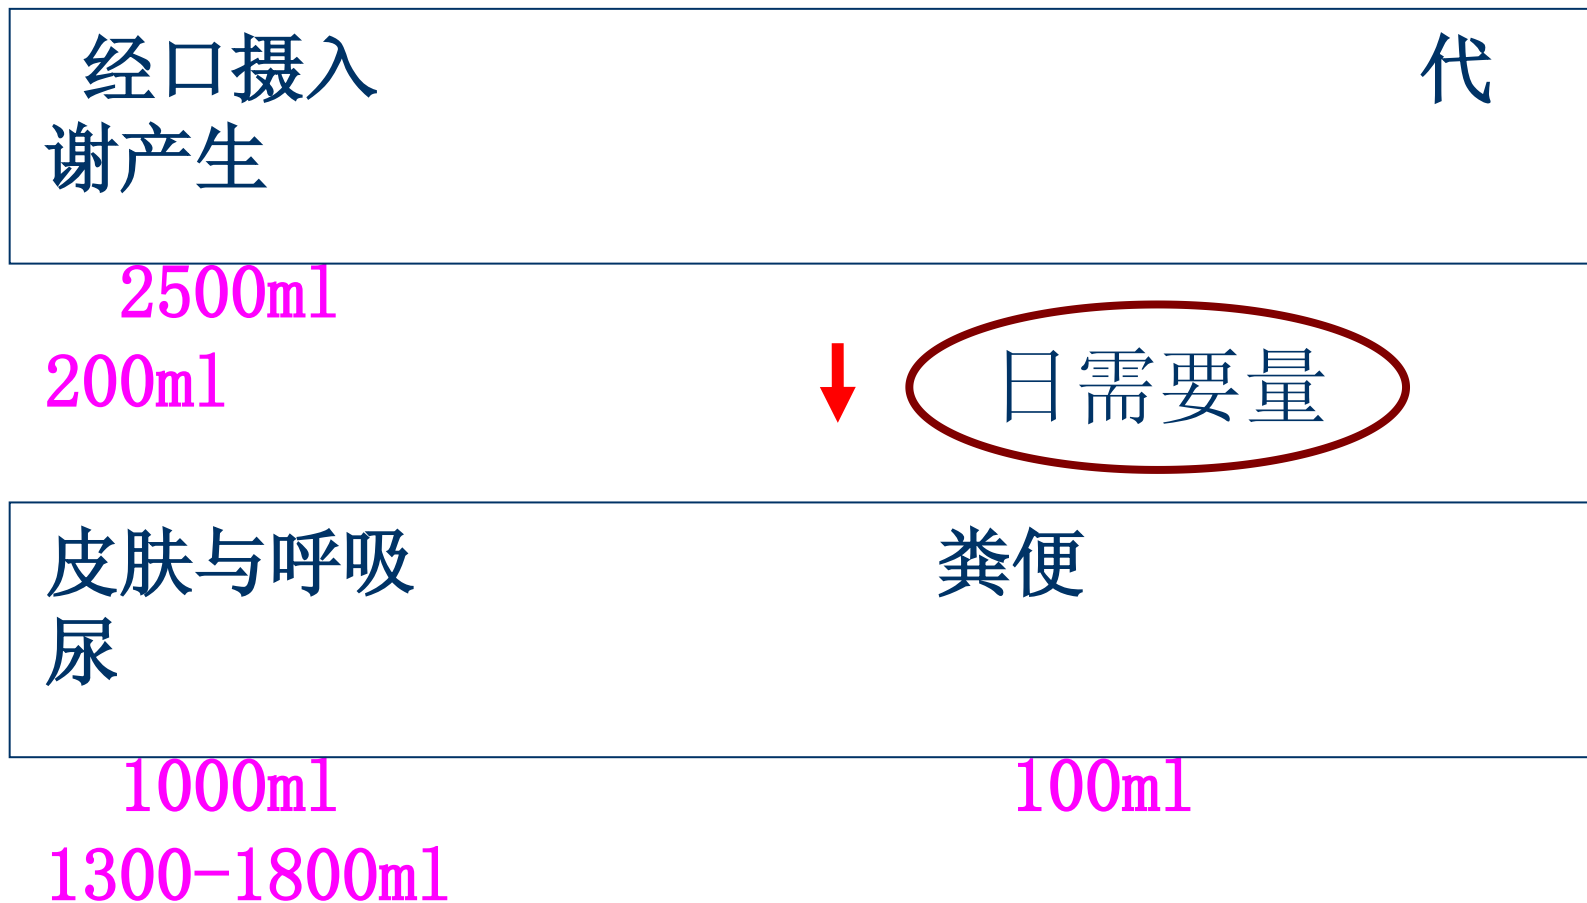 经口摄入 代
谢产生
2500ml
200ml
日需要量
皮肤与呼吸 粪便
尿
1000ml 100ml
1300-1800ml